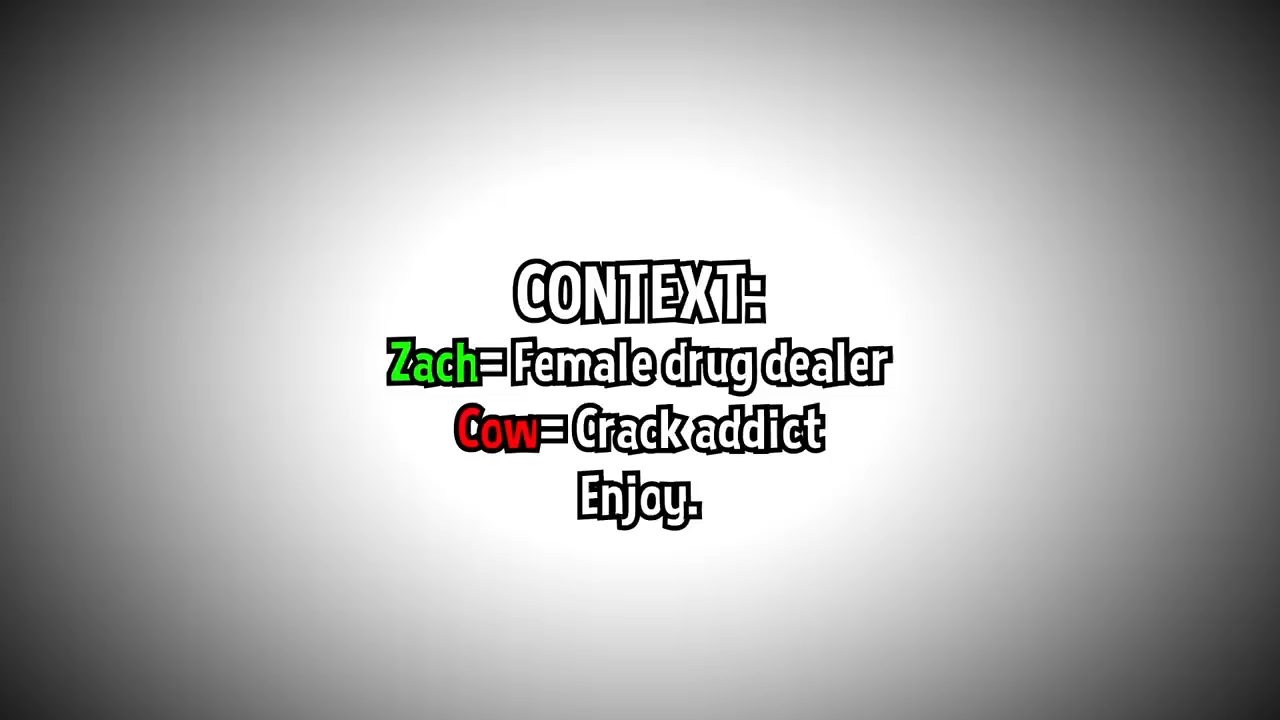 CONTEXT:
Zach= Female drug dealer
Cow= Crack addict
Enjoy.